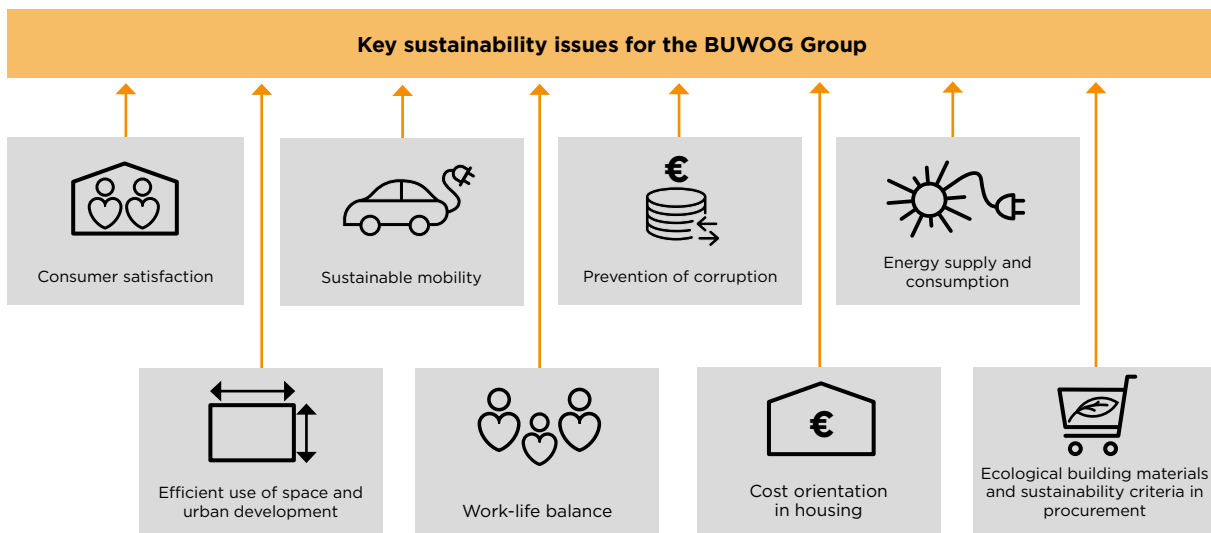 Key sustainability issues for the BUWOG Group
€
Consumer satisfaction
Sustainable mobility
Prevention of corruption
Energy supply and
consumption
€
Efficient use of space and
urban development
Work-life balance
Cost orientation
in housing
Ecological building materials
and sustainability criteria in
procurement